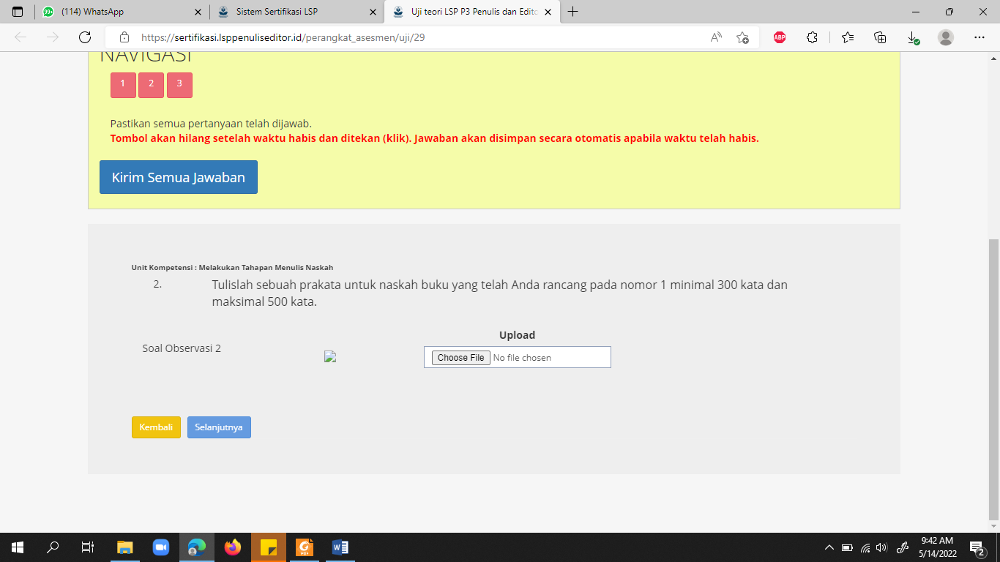 (114) WhatsApp
Sistem Sertifikasi LSP
Uji teori LSP P3 Penulis dan Edito
https://sertifikasi.lsppenuliseditor.id/perangkat_asesmen/uji/29
ABP
NAVIGASI
1 2 3
Pastikan semua pertanyaan telah dijawab.
Tombol akan hilang setelah waktu habis dan ditekan (klik). Jawaban akan disimpan secara otomatis apabila waktu telah habis.
Kirim Semua Jawaban
Unit Kompetensi : Melakukan Tahapan Menulis Naskah
2. Tulislah sebuah prakata untuk naskah buku yang telah Anda rancang pada nomor 1 minimal 300 kata dan
maksimal 500 kata.
Upload
Soal Observasi 2
Choose File No file chosen
Kembali Selanjutnya
9:42 AM
5/14/2022
2